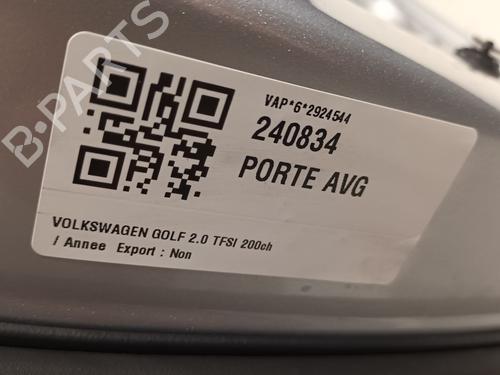 B-PARTS
VAP*6*2924544
240834
PORTE AVG
VOLKSWAGEN GOLF 2.0 TFSI 200ch
/ Annee Export : Non